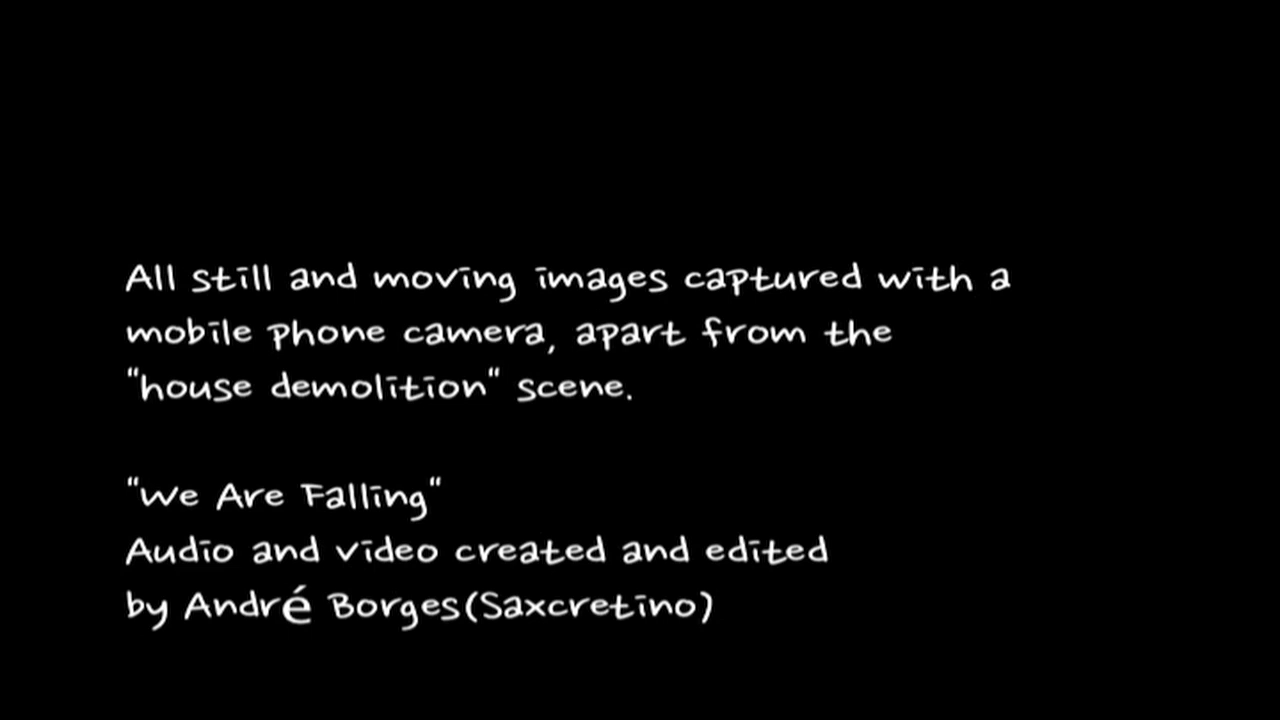 All still and moving images captured with a
mobile phone camera, apart from the
"house demolition" scene.
"We Are Falling"
Audio and video created and edited
by André Borges(Saxcretino)